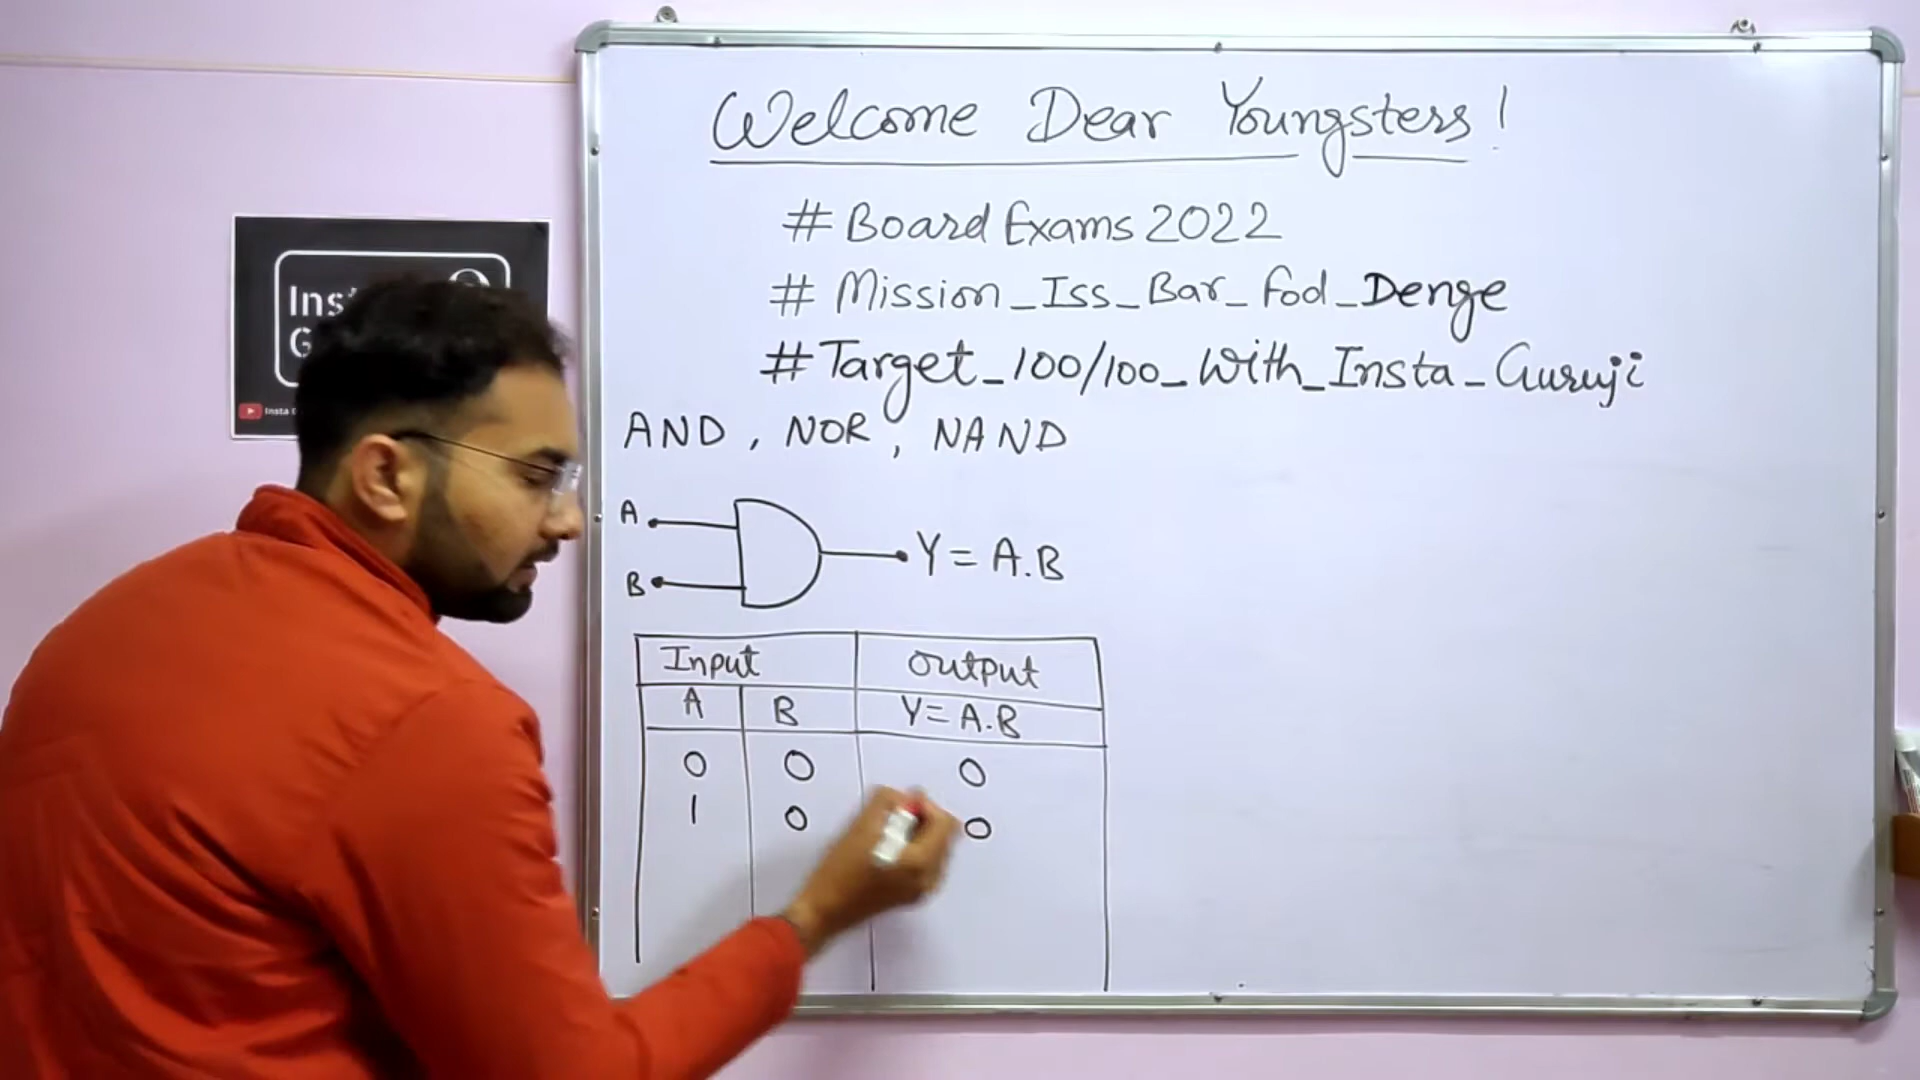 Welcome Dear Youngsters!
# Board Exams 2022
# Mission_Iss_Bar_Fod_Denge
#Target_100/100_With_Insta_Guruji
AND, NOR, NAND
A
Y = A.B
B
Input Output
A B Y = A.B
0 0 0
1 0 0
Insta